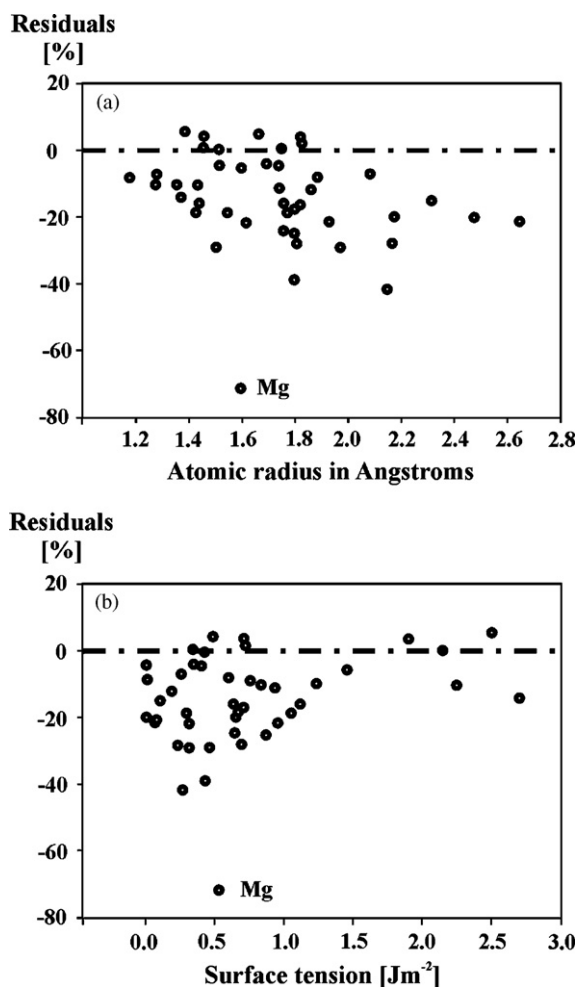 Residuals
[%]
(a)
20
0
-20
-40
-60
-80
Mg
1.2 1.4 1.6 1.8 2.0 2.2 2.4 2.6 2.8
Atomic radius in Angstroms
Residuals
[%]
(b)
20
0
-20
-40
-60
-80
Mg
0.0 0.5 1.0 1.5 2.0 2.5 3.0
Surface tension [Jm⁻²]